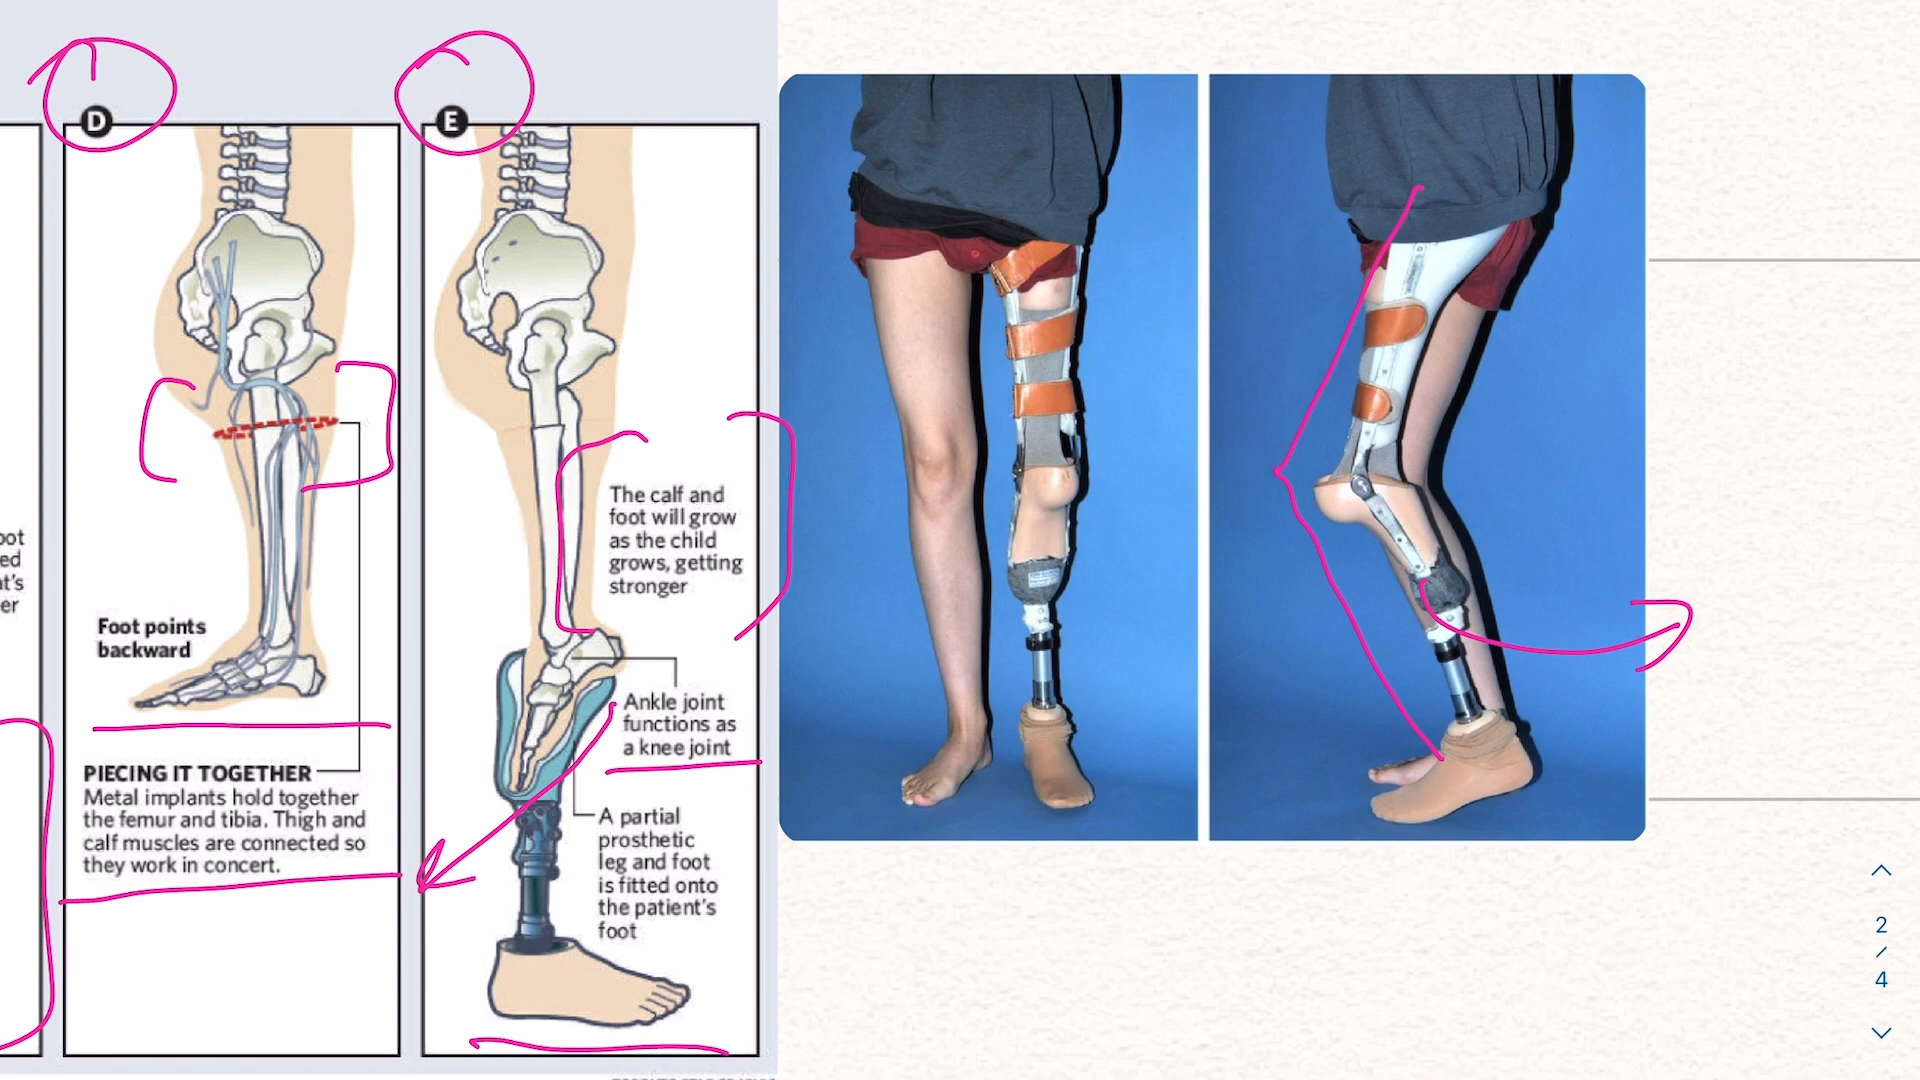 D
Foot points
backward
PIECING IT TOGETHER
Metal implants hold together
the femur and tibia. Thigh and
calf muscles are connected so
they work in concert.
E
The calf and
foot will grow
as the child
grows, getting
stronger
Ankle joint
functions as
a knee joint
A partial
prosthetic
leg and foot
is fitted onto
the patient's
foot
2
/
4